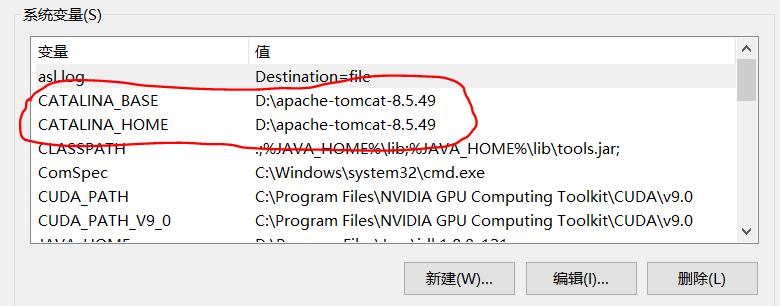 系统变量(S)
变量 值
asl.log Destination=file
CATALINA_BASE D:\apache-tomcat-8.5.49
CATALINA_HOME D:\apache-tomcat-8.5.49
CLASSPATH .;%JAVA_HOME%\lib;%JAVA_HOME%\lib\tools.jar;
ComSpec C:\Windows\system32\cmd.exe
CUDA_PATH C:\Program Files\NVIDIA GPU Computing Toolkit\CUDA\v9.0
CUDA_PATH_V9_0 C:\Program Files\NVIDIA GPU Computing Toolkit\CUDA\v9.0
JAVA_HOME
新建(W)... 编辑(I)... 删除(L)